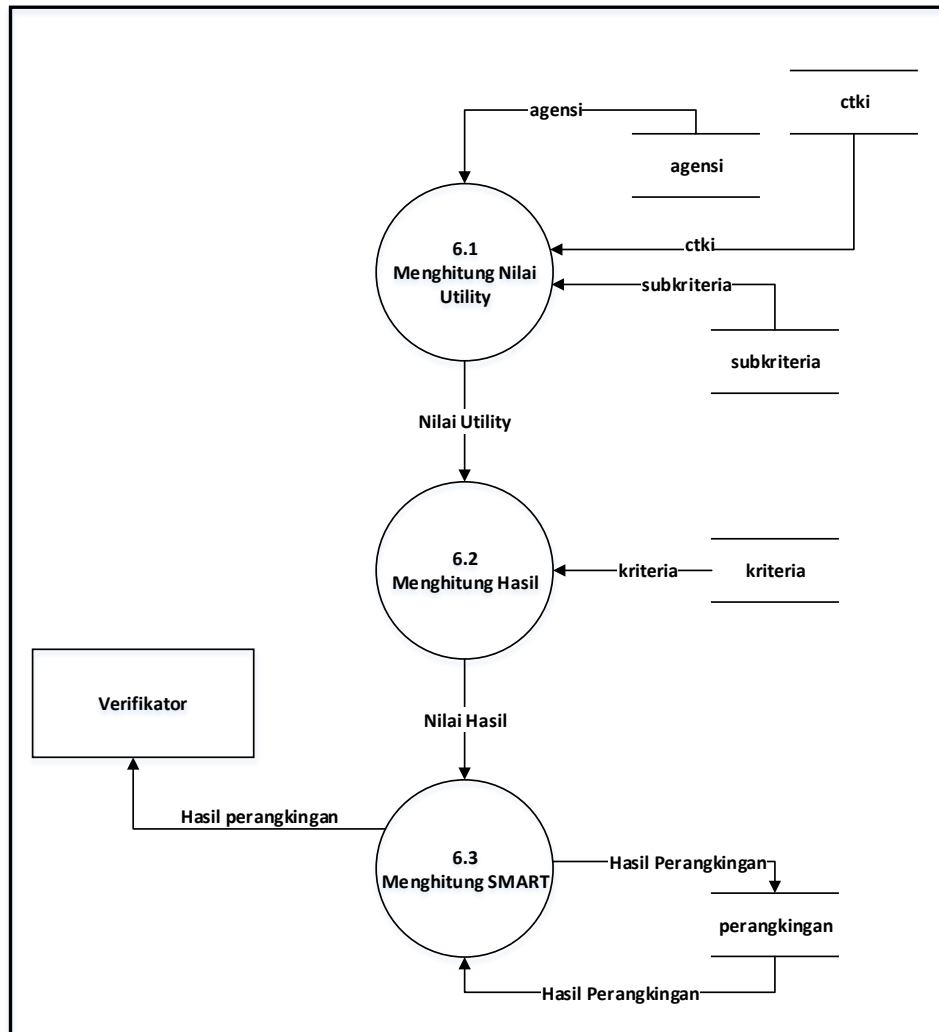 ctki
agensi
agensi
6.1
Menghitung Nilai
Utility
ctki
subkriteria
subkriteria
Nilai Utility
6.2
Menghitung Hasil
kriteria
kriteria
Verifikator
Nilai Hasil
Hasil perangkingan
6.3
Menghitung SMART
Hasil Perangkingan
perangkingan
Hasil Perangkingan